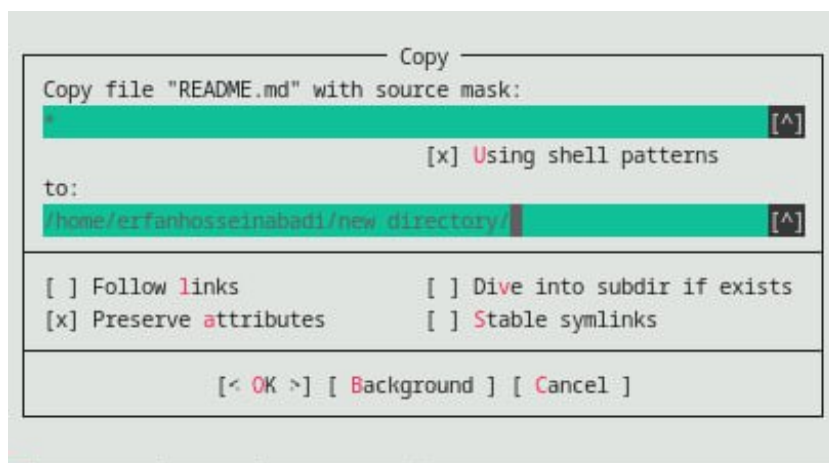 Copy
Copy file "README.md" with source mask:
* [^]
[x] Using shell patterns
to:
/home/erfanhosseinabadi/new directory/ [^]
[ ] Follow links [ ] Dive into subdir if exists
[x] Preserve attributes [ ] Stable symlinks
[< OK >] [ Background ] [ Cancel ]